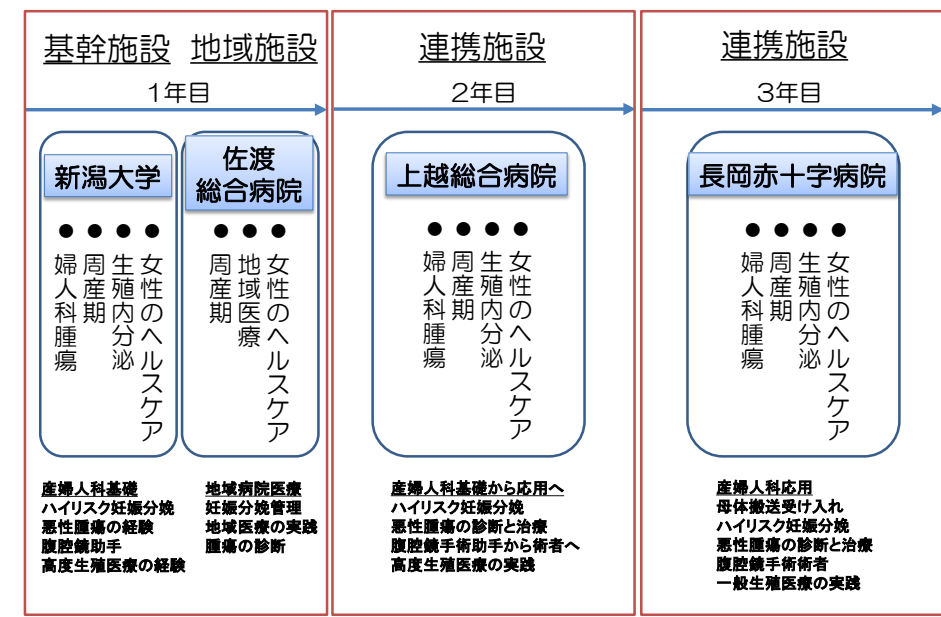 基幹施設
地域施設
1年目
新潟大学
佐渡
総合病院
● 女性のヘルスケア
● 生殖内分泌
● 周産期
● 婦人科腫瘍
● 女性のヘルスケア
● 地域医療
● 周産期
産婦人科基礎
ハイリスク妊娠分娩
悪性腫瘍の経験
腹腔鏡助手
高度生殖医療の経験
地域病院医療
妊娠分娩管理
地域医療の実践
腫瘍の診断
連携施設
2年目
上越総合病院
● 女性のヘルスケア
● 生殖内分泌
● 周産期
● 婦人科腫瘍
産婦人科基礎から応用へ
ハイリスク妊娠分娩
悪性腫瘍の診断と治療
腹腔鏡手術助手から術者へ
高度生殖医療の実践
連携施設
3年目
長岡赤十字病院
● 女性のヘルスケア
● 生殖内分泌
● 周産期
● 婦人科腫瘍
産婦人科応用
母体搬送受け入れ
ハイリスク妊娠分娩
悪性腫瘍の診断と治療
腹腔鏡手術術者
一般生殖医療の実践